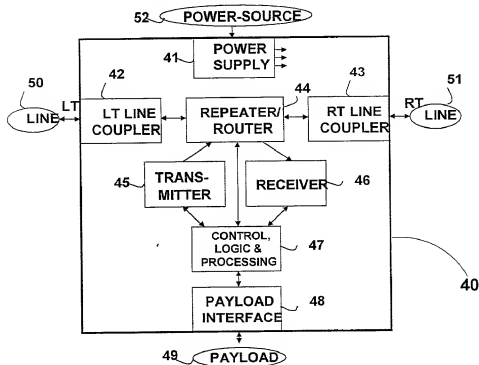 52
POWER-SOURCE
41
POWER
SUPPLY
50
42
44
43
51
LINE
LT
LT LINE
COUPLER
REPEATER/
ROUTER
RT LINE
COUPLER
RT
LINE
45
TRANS-
MITTER
RECEIVER
46
CONTROL,
LOGIC &
PROCESSING
47
40
PAYLOAD
INTERFACE
48
49
PAYLOAD